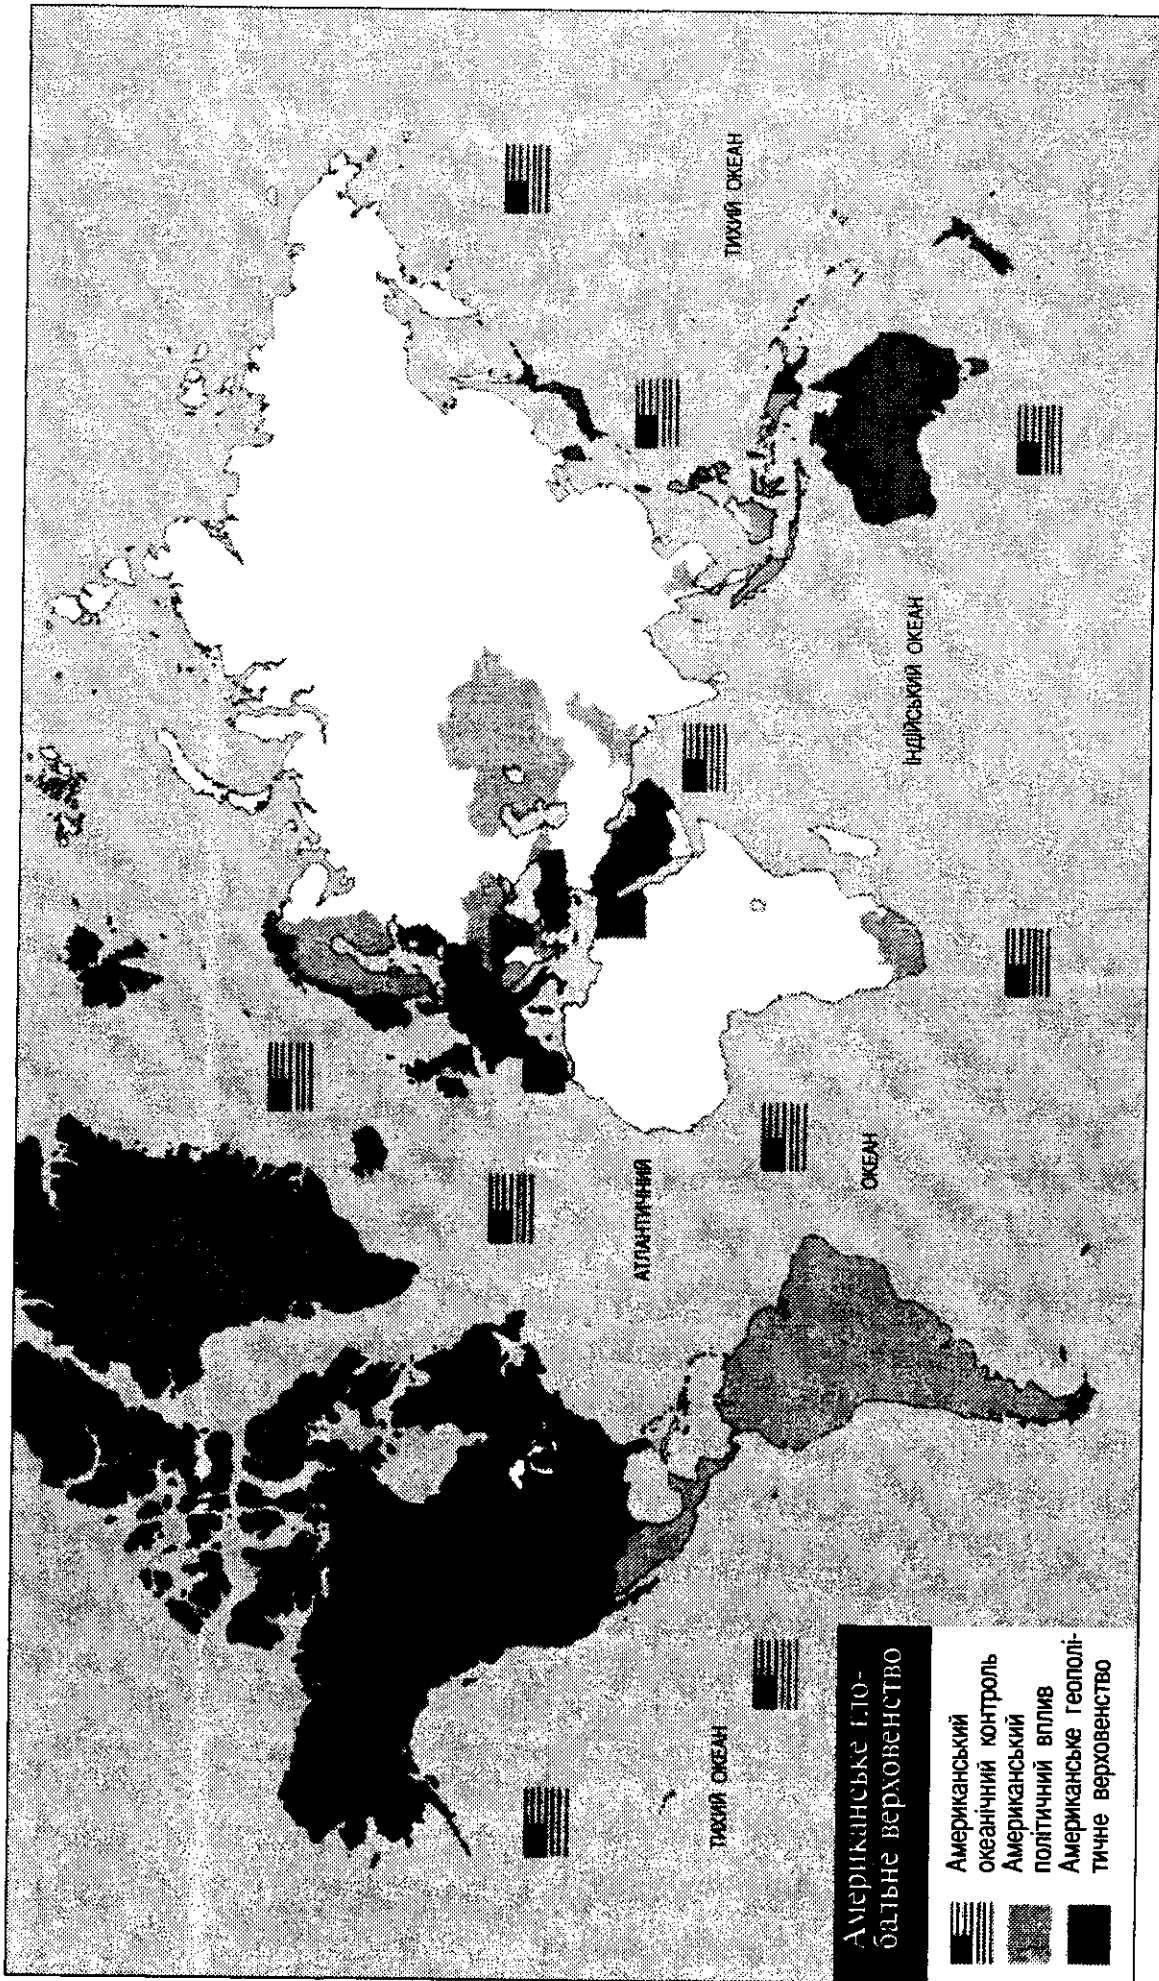 Американське гло-
бальне верховенство
Американський
океанічний контроль
Американський
політичний вплив
Американське геополі-
тичне верховенство
ТИХИЙ ОКЕАН
АТЛАНТИЧНИЙ
ОКЕАН
ІНДІЙСЬКИЙ ОКЕАН
ТИХИЙ ОКЕАН